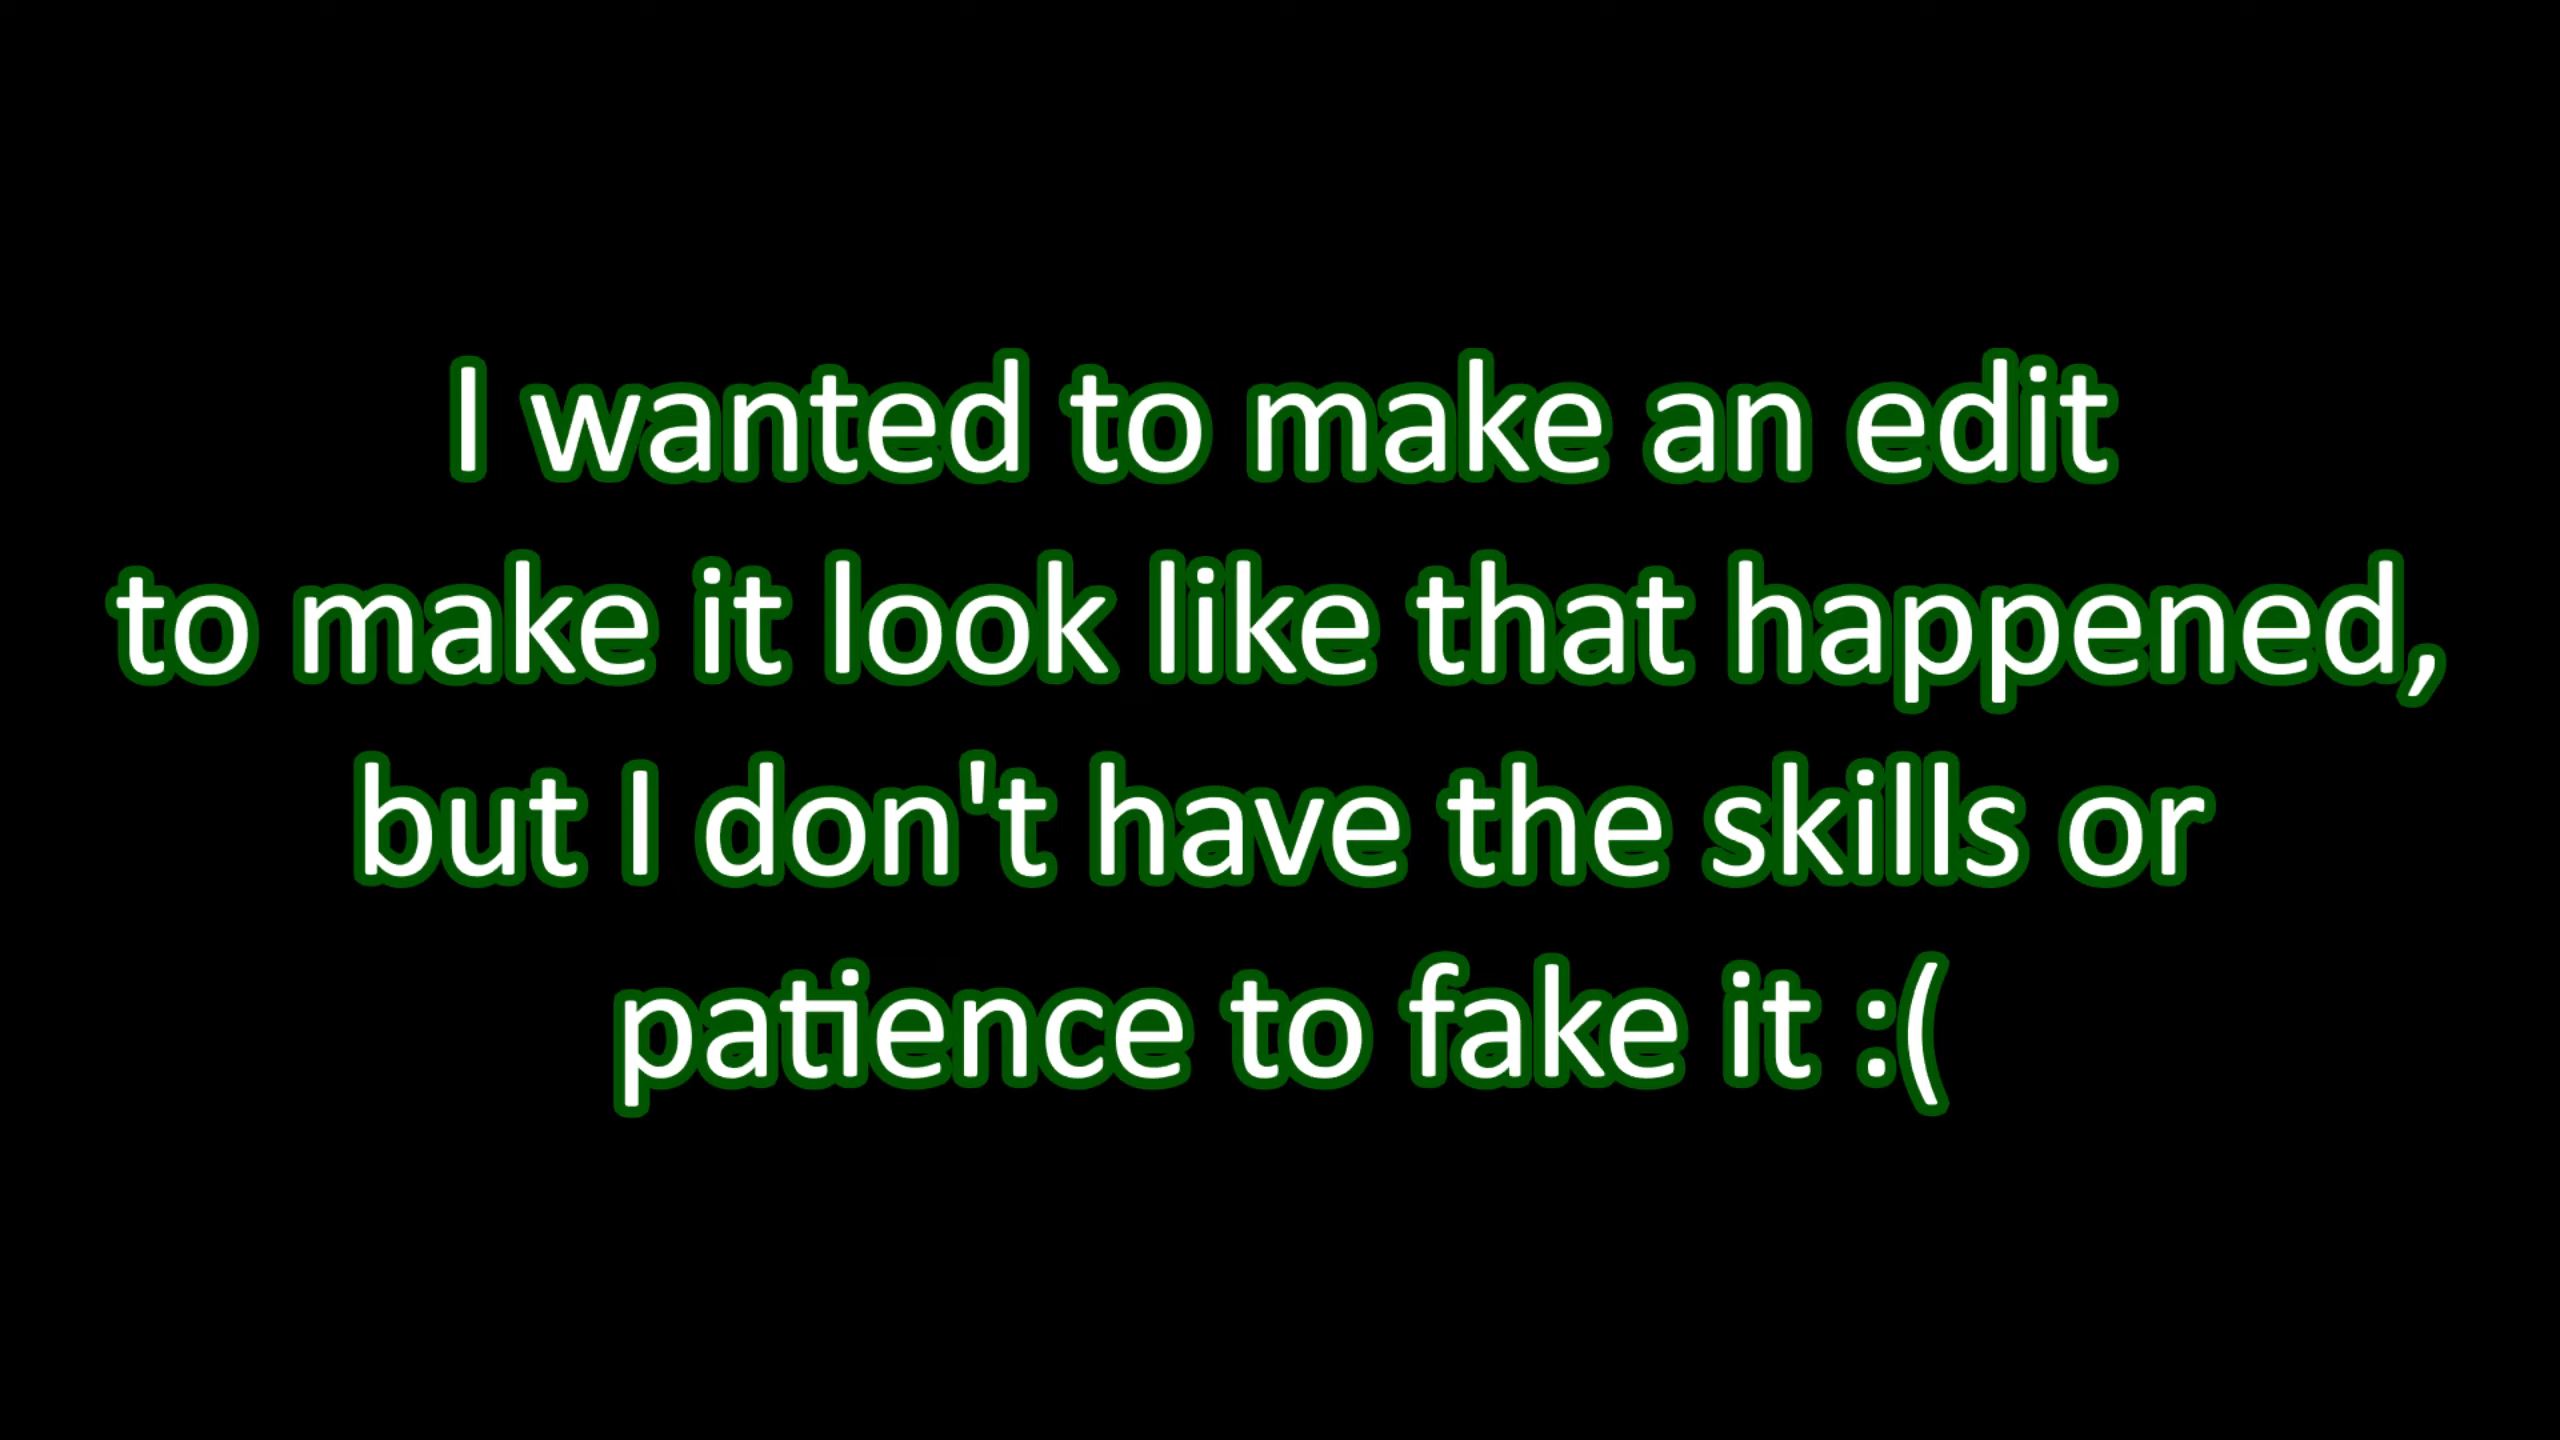 I wanted to make an edit
to make it look like that happened,
but I don't have the skills or
patience to fake it :(